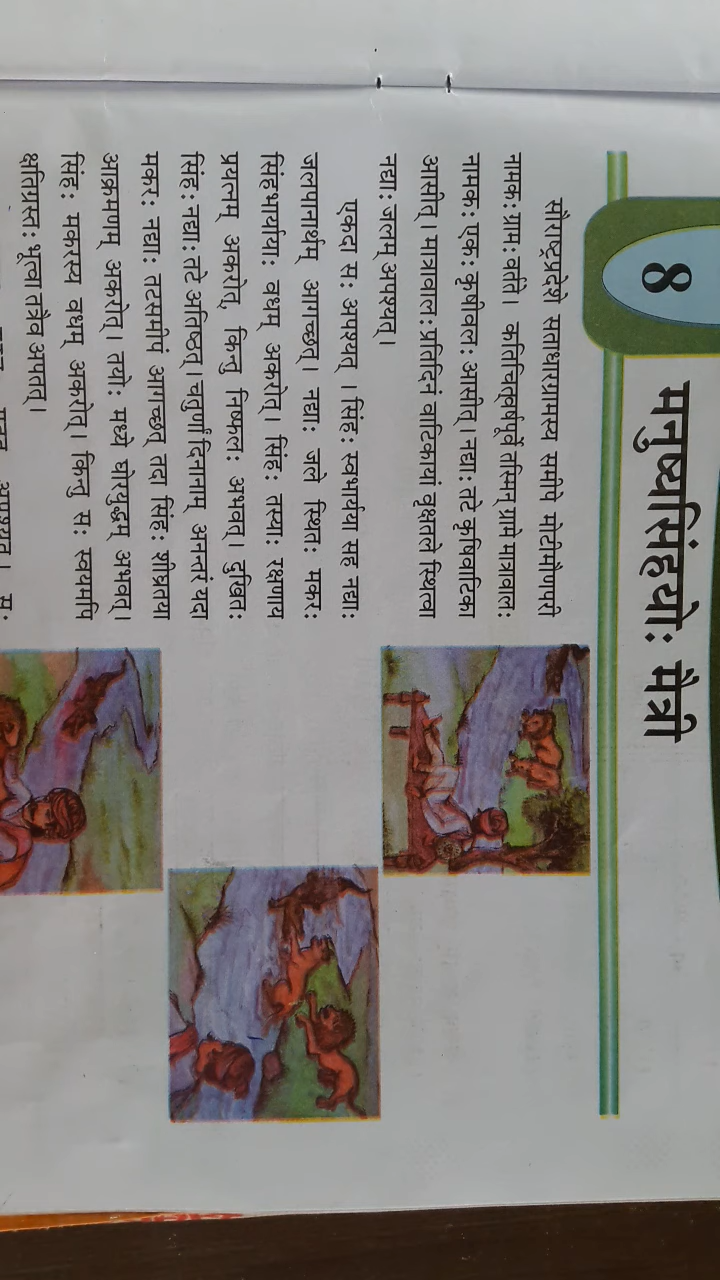 8
मनुष्यसिंहयोः मैत्री
सौराष्ट्रप्रदेशे सताधारग्रामस्य समीपे मोटीमोणपरी
नामकः ग्रामः वर्तते। कतिचिद्वर्षपूर्वं तस्मिन् ग्रामे मात्रावालः
नामकः एकः कृषीवलः आसीत्। नद्याः तटे कृषिवाटिका
आसीत्। मात्रावालः प्रतिदिनं वाटिकायां वृक्षतले स्थित्वा
नद्याः जलम् अपश्यत्।
एकदा सः अपश्यत् । सिंहः स्वभार्यया सह नद्याः
जलपानार्थम् आगच्छत्। नद्याः जले स्थितः मकरः
सिंहभार्यायाः वधम् अकरोत्। सिंहः तस्याः रक्षणाय
प्रयत्नम् अकरोत्, किन्तु निष्फलः अभवत्। दुःखितः
सिंहः नद्याः तटे अतिष्ठत्। चतुर्णां दिनानाम् अनन्तरं यदा
मकरः नद्याः तटसमीपं आगच्छत् तदा सिंहः शीघ्रतया
आक्रमणम् अकरोत्। तयोः मध्ये घोरयुद्धम् अभवत्।
सिंहः मकरस्य वधम् अकरोत्। किन्तु सः स्वयमपि
क्षतिग्रस्तः भूत्वा तत्रैव अपतत्।
अपश्यत्। सः